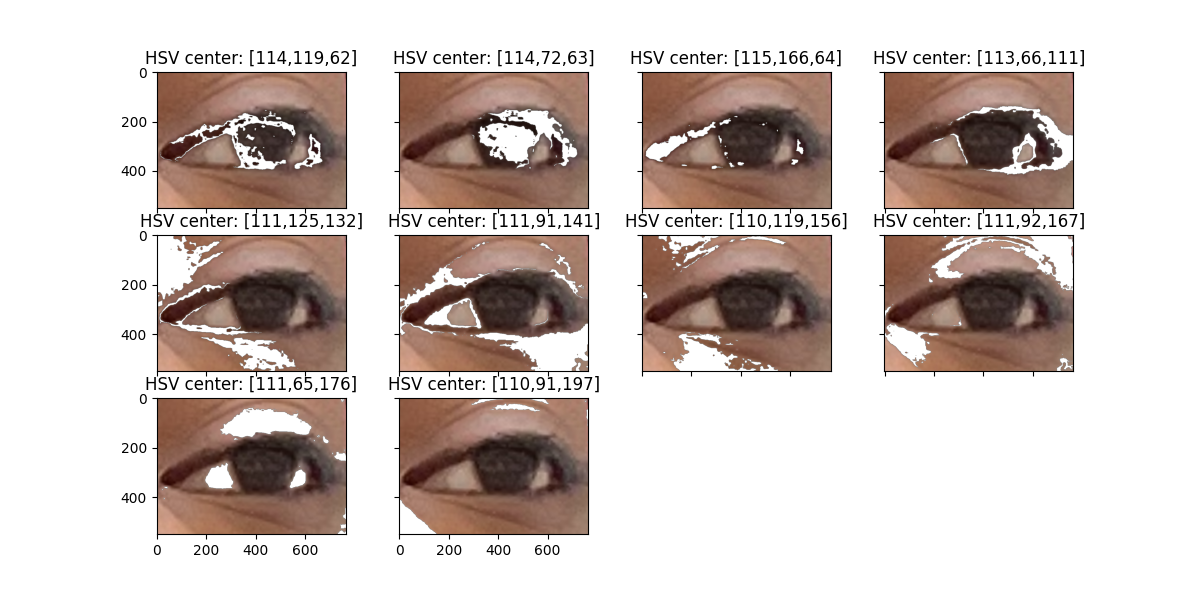 HSV center: [114,119,62] HSV center: [114,72,63] HSV center: [115,166,64] HSV center: [113,66,111]
0
200
400
HSV center: [111,125,132] HSV center: [111,91,141] HSV center: [110,119,156] HSV center: [111,92,167]
0
200
400
HSV center: [111,65,176] HSV center: [110,91,197]
0
200
400
0 200 400 600 0 200 400 600